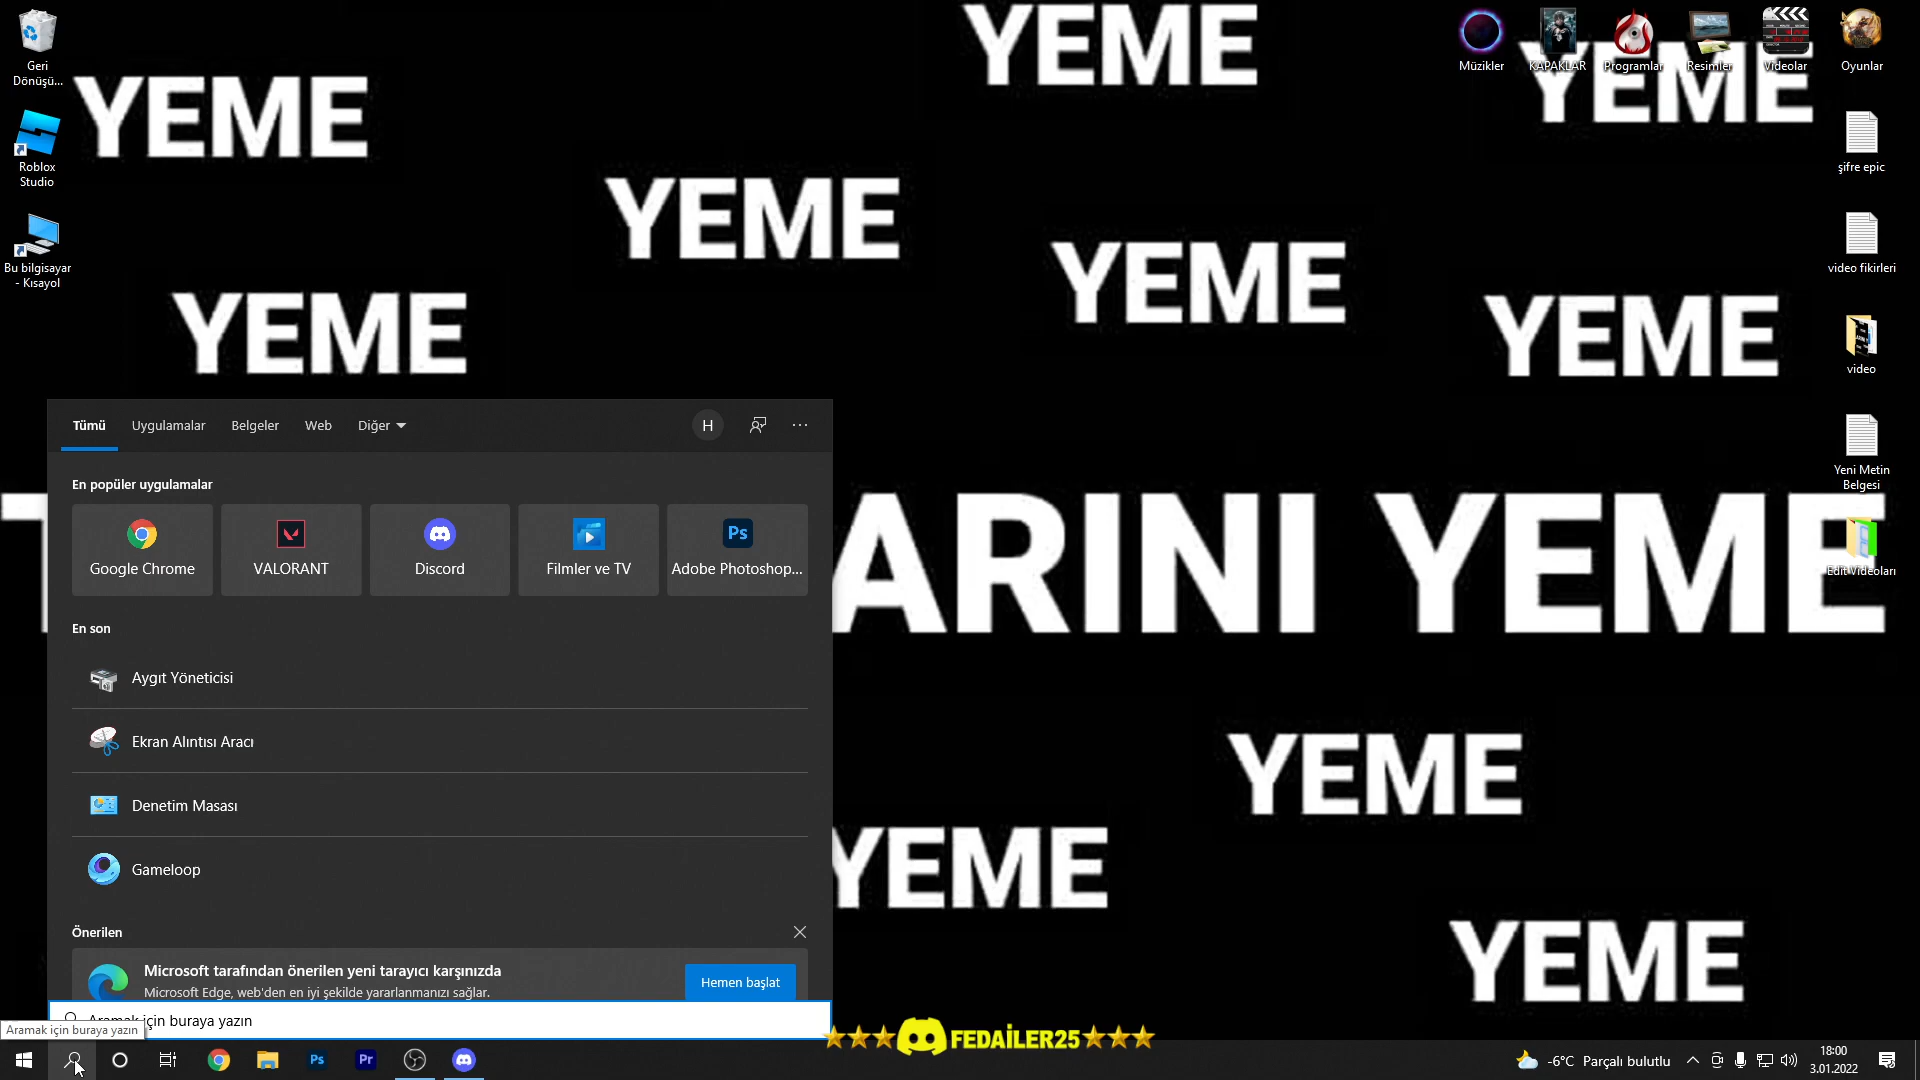 YEME
YEME
YEME
YEME
YEME
YEME
YEME
ARINI YEME
YEME
YEME
YEME
Geri
Dönüşü...
Roblox
Studio
Bu bilgisayar
- Kısayol
Müzikler
KAPAKLAR
Programlar
Resimler
Videolar
Oyunlar
şifre epic
video fikirleri
video
Yeni Metin
Belgesi
Edit Videoları
Tümü
Uygulamalar
Belgeler
Web
Diğer
H
...
En popüler uygulamalar
Google Chrome
VALORANT
Discord
Filmler ve TV
Ps
Adobe Photoshop...
En son
Aygıt Yöneticisi
Ekran Alıntısı Aracı
Denetim Masası
Gameloop
Önerilen
Microsoft tarafından önerilen yeni tarayıcı karşınızda
Microsoft Edge, web'den en iyi şekilde yararlanmanızı sağlar.
Hemen başlat
Aramak için buraya yazın
Aramak için buraya yazın
FEDAİLER25
Ps
Pr
-6°C Parçalı bulutlu
18:00
3.01.2022